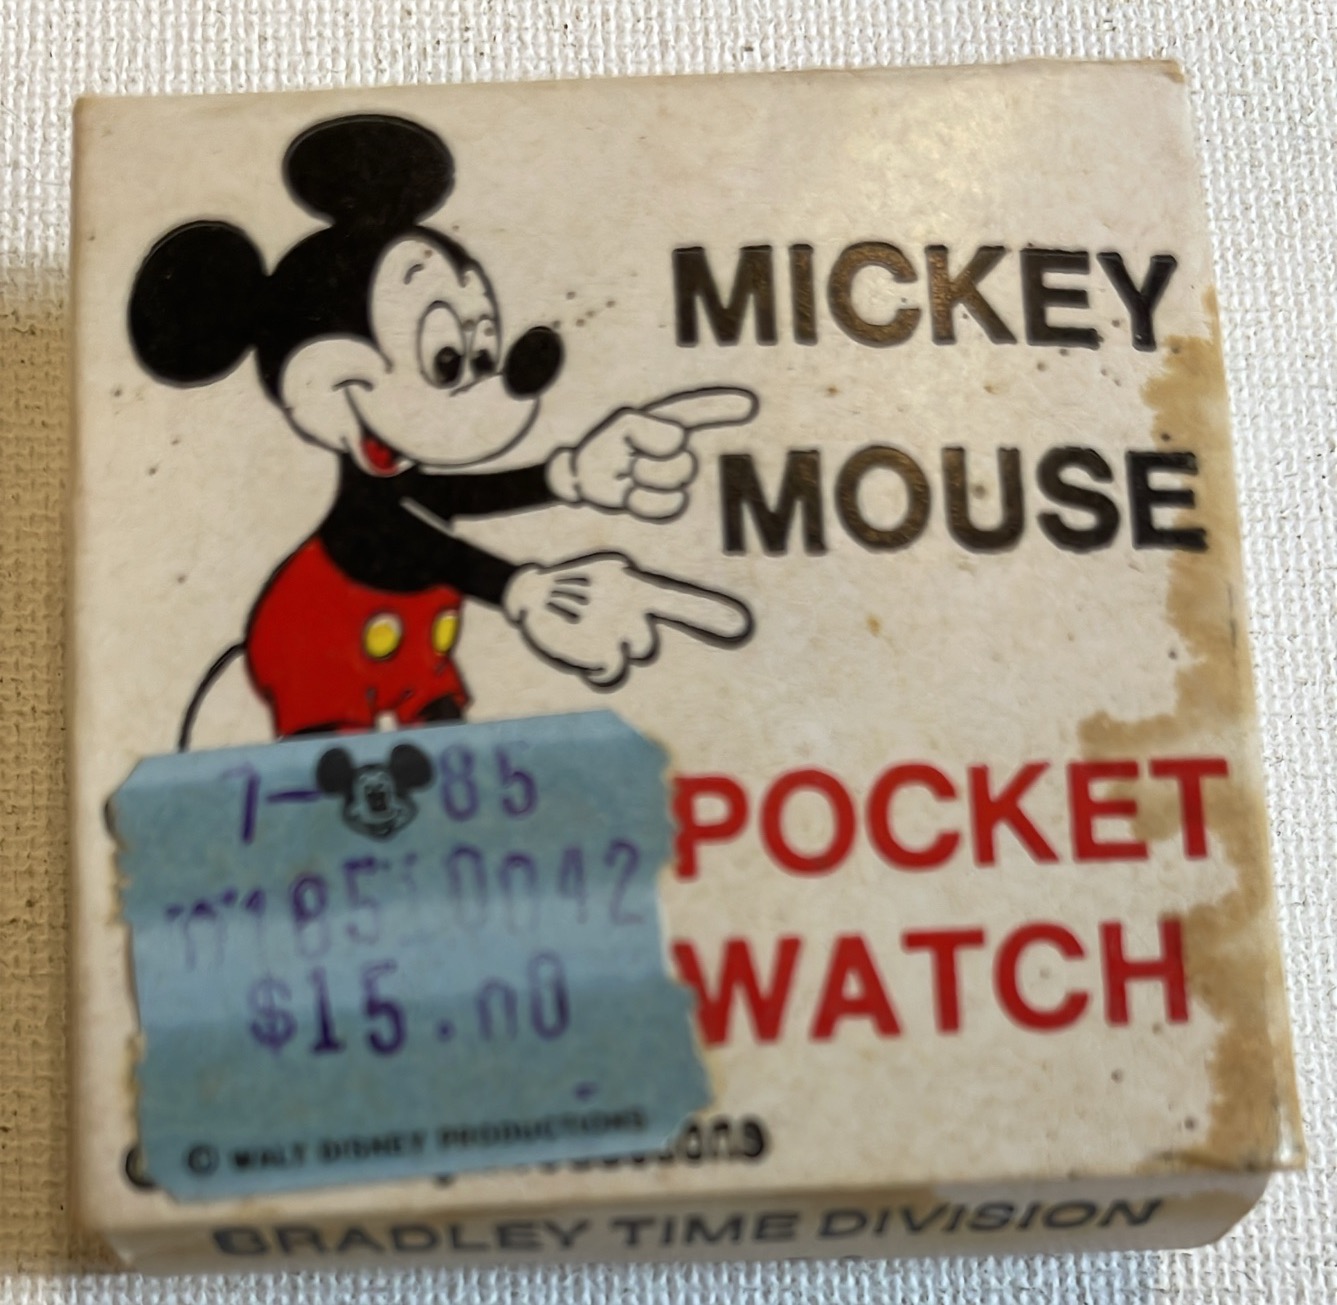 MICKEY
MOUSE
POCKET
WATCH
7- 85
$15.00
© WALT DISNEY PRODUCTIONS
BRADLEY TIME DIVISION